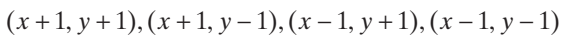 (x + 1, y + 1), (x + 1, y − 1), (x − 1, y + 1), (x − 1, y − 1)